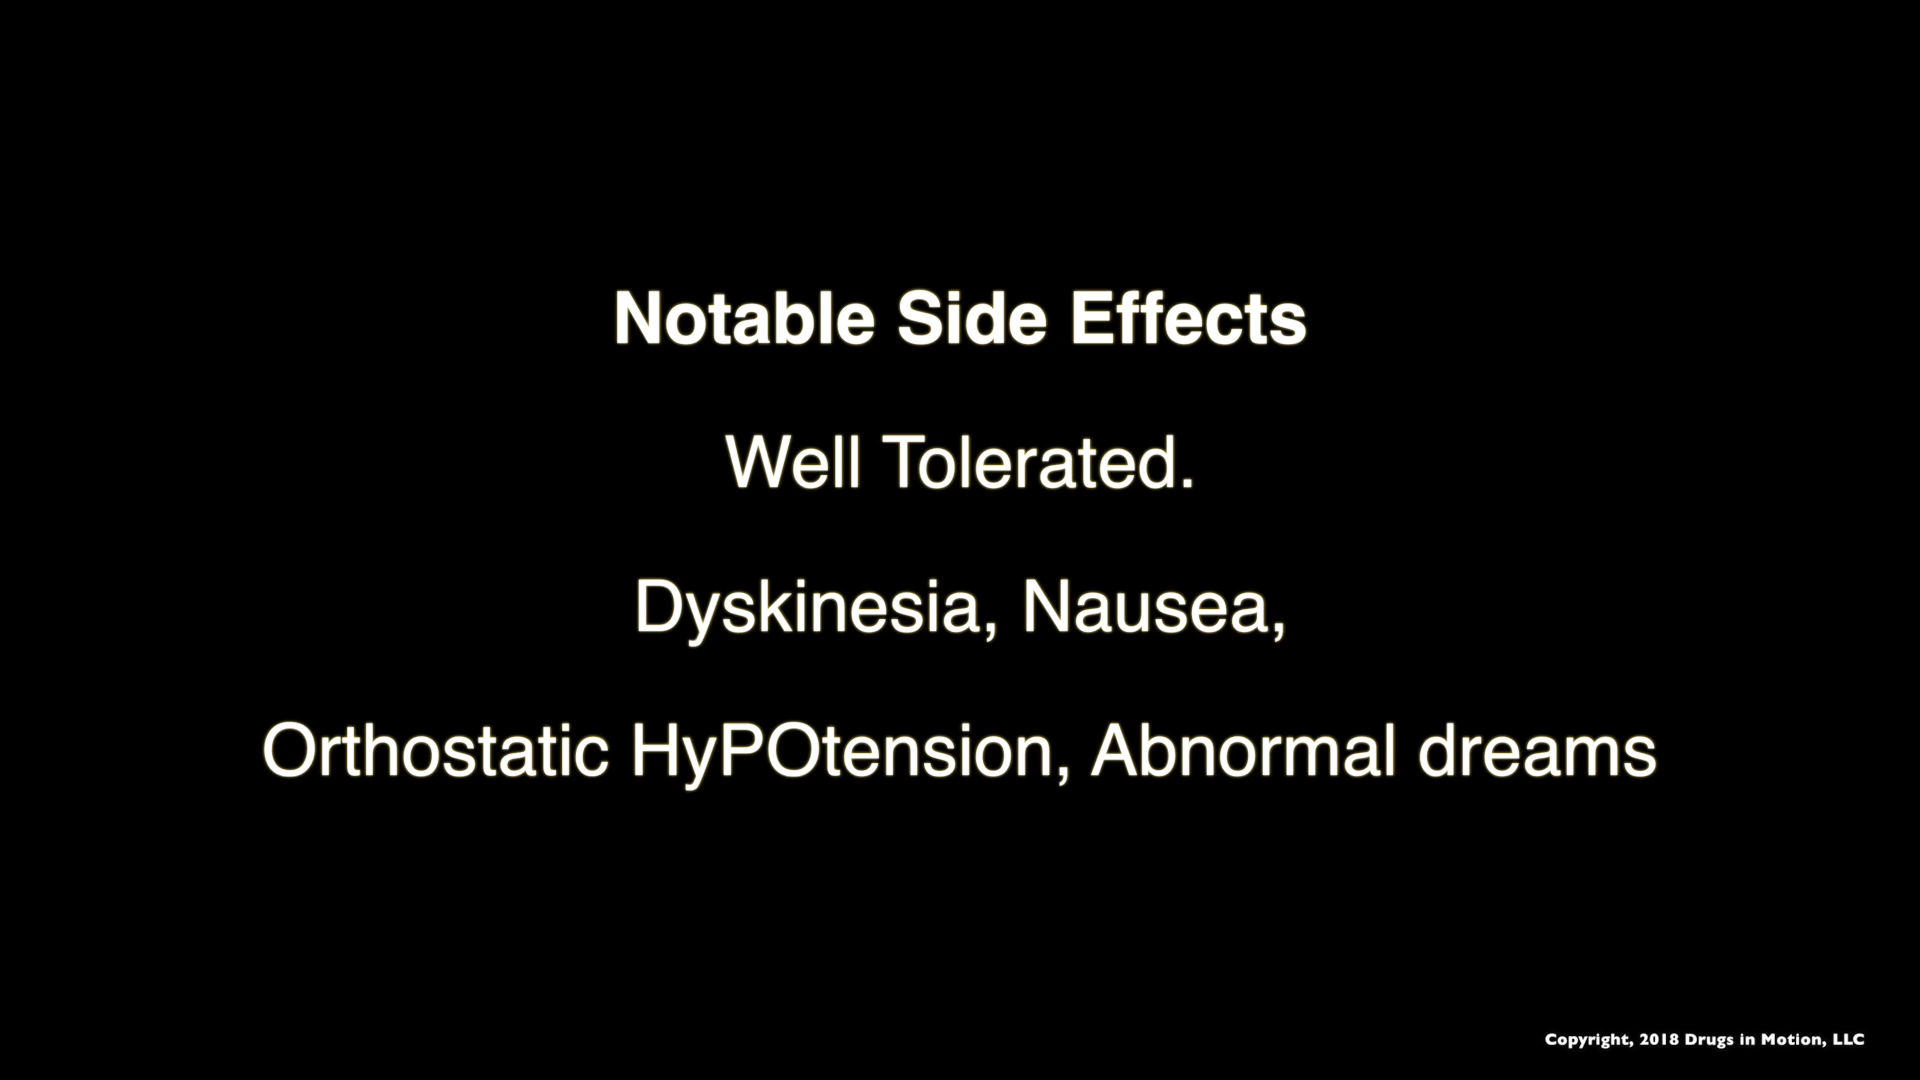 Notable Side Effects
Well Tolerated.
Dyskinesia, Nausea,
Orthostatic HyPOtension, Abnormal dreams
Copyright, 2018 Drugs in Motion, LLC